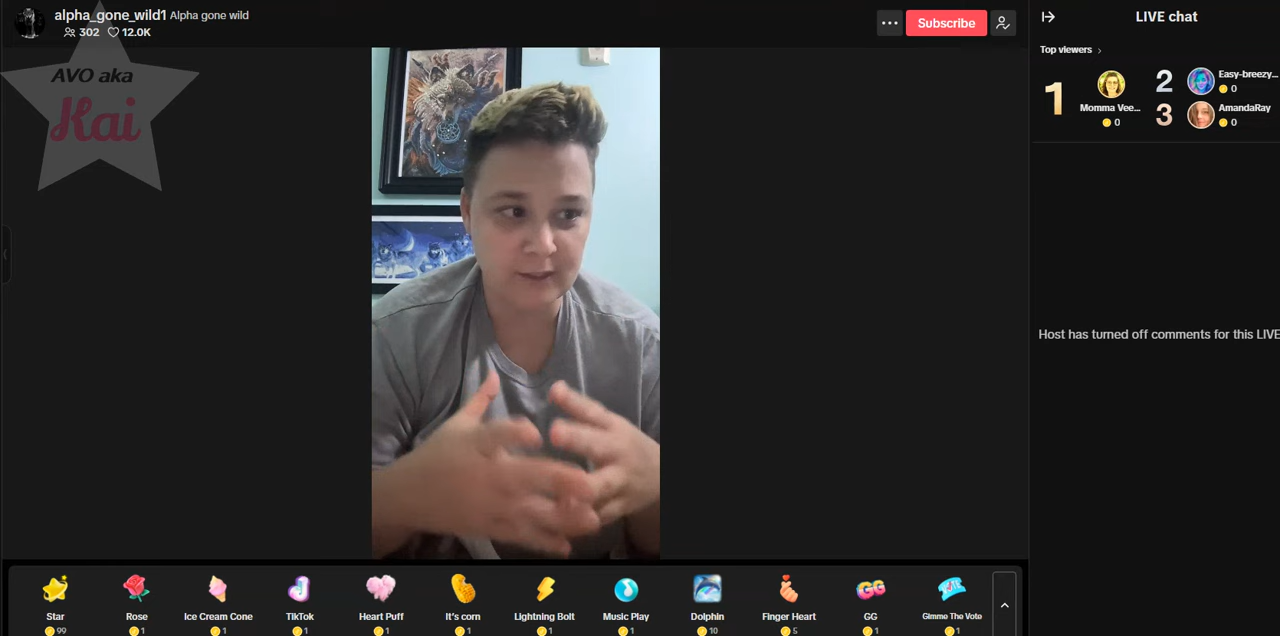 alpha_gone_wild1 Alpha gone wild
302 12.0K
Subscribe
LIVE chat
AVO aka
Kai
Top viewers
1
Momma Vee...
0
2
Easy-breezy...
0
3
AmandaRay
0
Host has turned off comments for this LIVE
Star
99
Rose
1
Ice Cream Cone
1
TikTok
1
Heart Puff
1
It's corn
1
Lightning Bolt
1
Music Play
1
Dolphin
10
Finger Heart
5
GG
GG
1
Gimme The Vote
1